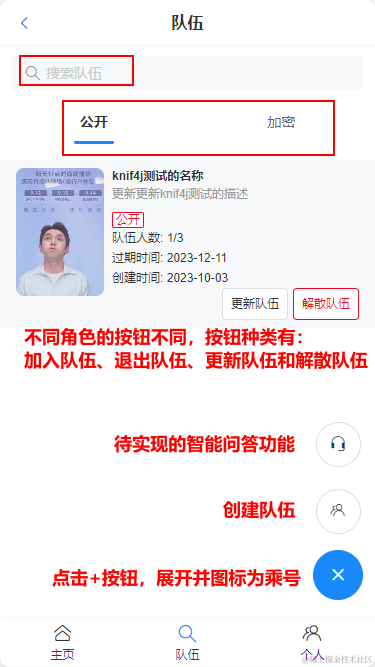 队伍
搜索队伍
公开 加密
knif4j测试的名称
更新更新knif4j测试的描述
公开
队伍人数: 1/3
过期时间: 2023-12-11
创建时间: 2023-10-03
更新队伍 解散队伍
不同角色的按钮不同，按钮种类有：
加入队伍、退出队伍、更新队伍和解散队伍
待实现的智能问答功能
创建队伍
点击+按钮，展开并图标为乘号
主页 队伍 个人
@稀土掘金技术社区